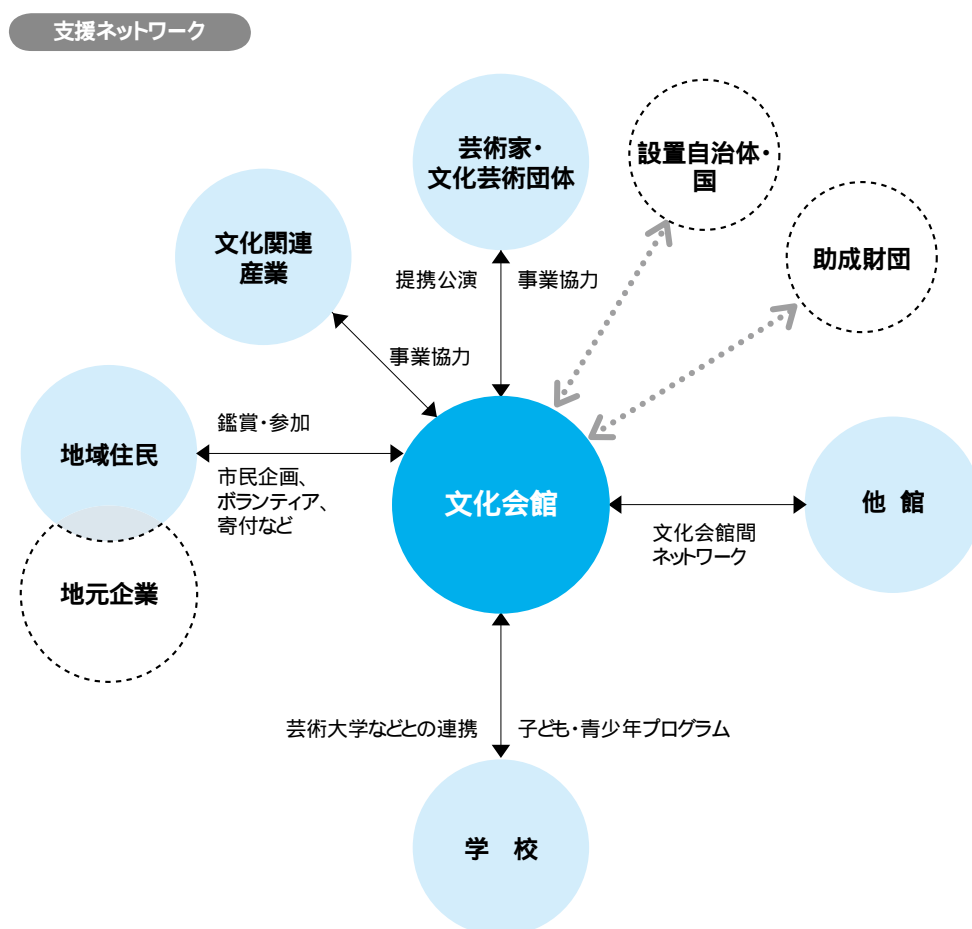 支援ネットワーク
芸術家・
文化芸術団体
設置自治体・
国
文化関連
産業
助成財団
提携公演
事業協力
事業協力
地域住民
鑑賞・参加
市民企画、
ボランティア、
寄付など
文化会館
他 館
文化会館間
ネットワーク
地元企業
芸術大学などとの連携
子ども・青少年プログラム
学 校